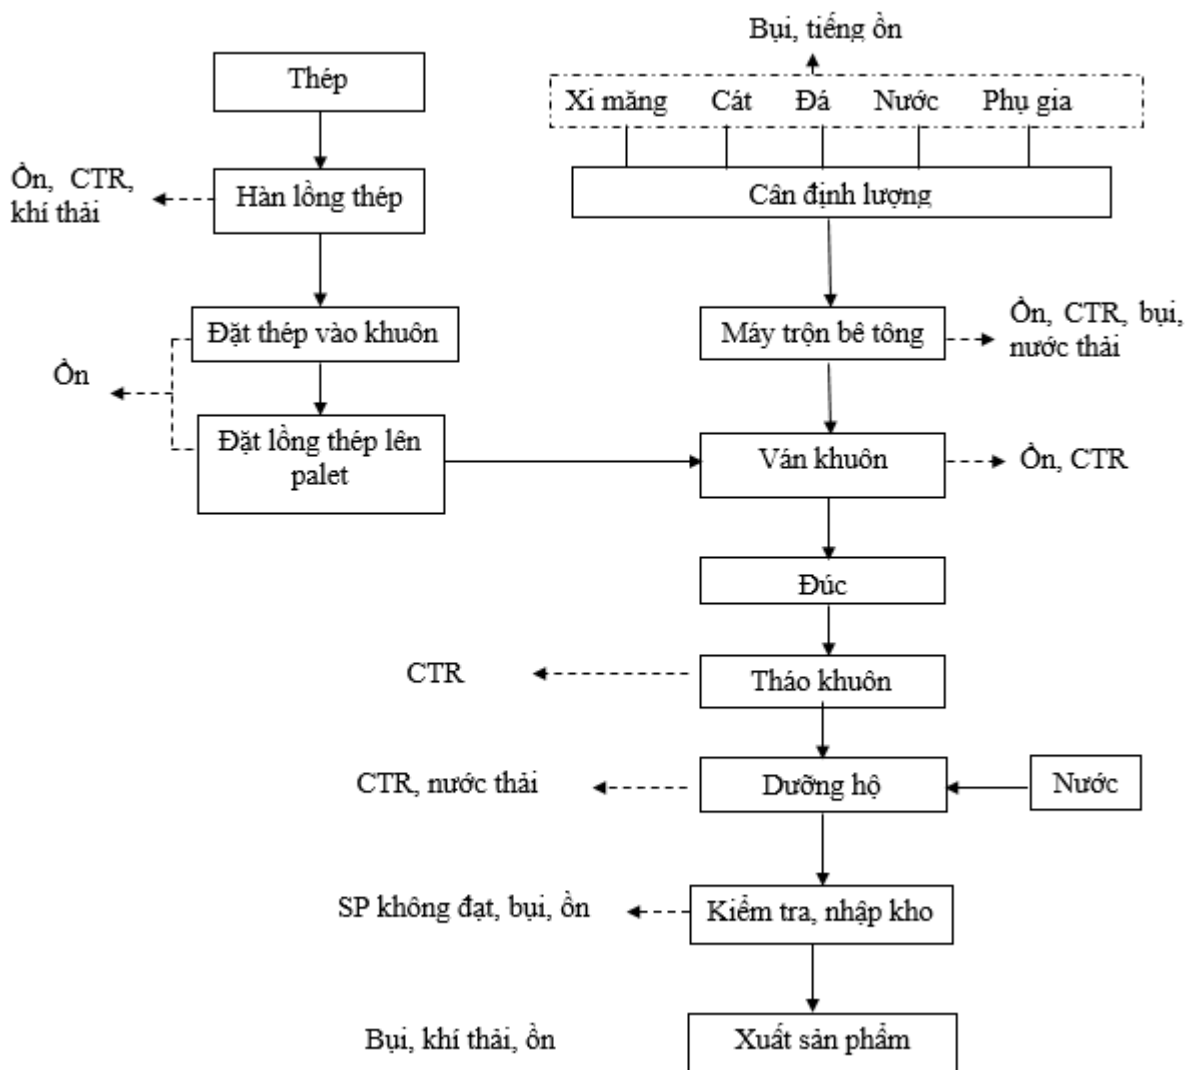 Bụi, tiếng ồn
Thép
Xi măng Cát Đá Nước Phụ gia
Ồn, CTR,
khí thải
Hàn lồng thép
Cân định lượng
Đặt thép vào khuôn
Máy trộn bê tông
Ồn, CTR, bụi,
nước thải
Ồn
Đặt lồng thép lên
palet
Ván khuôn
Ồn, CTR
Đúc
CTR
Tháo khuôn
CTR, nước thải
Dưỡng hộ
Nước
SP không đạt, bụi, ồn
Kiểm tra, nhập kho
Bụi, khí thải, ồn
Xuất sản phẩm